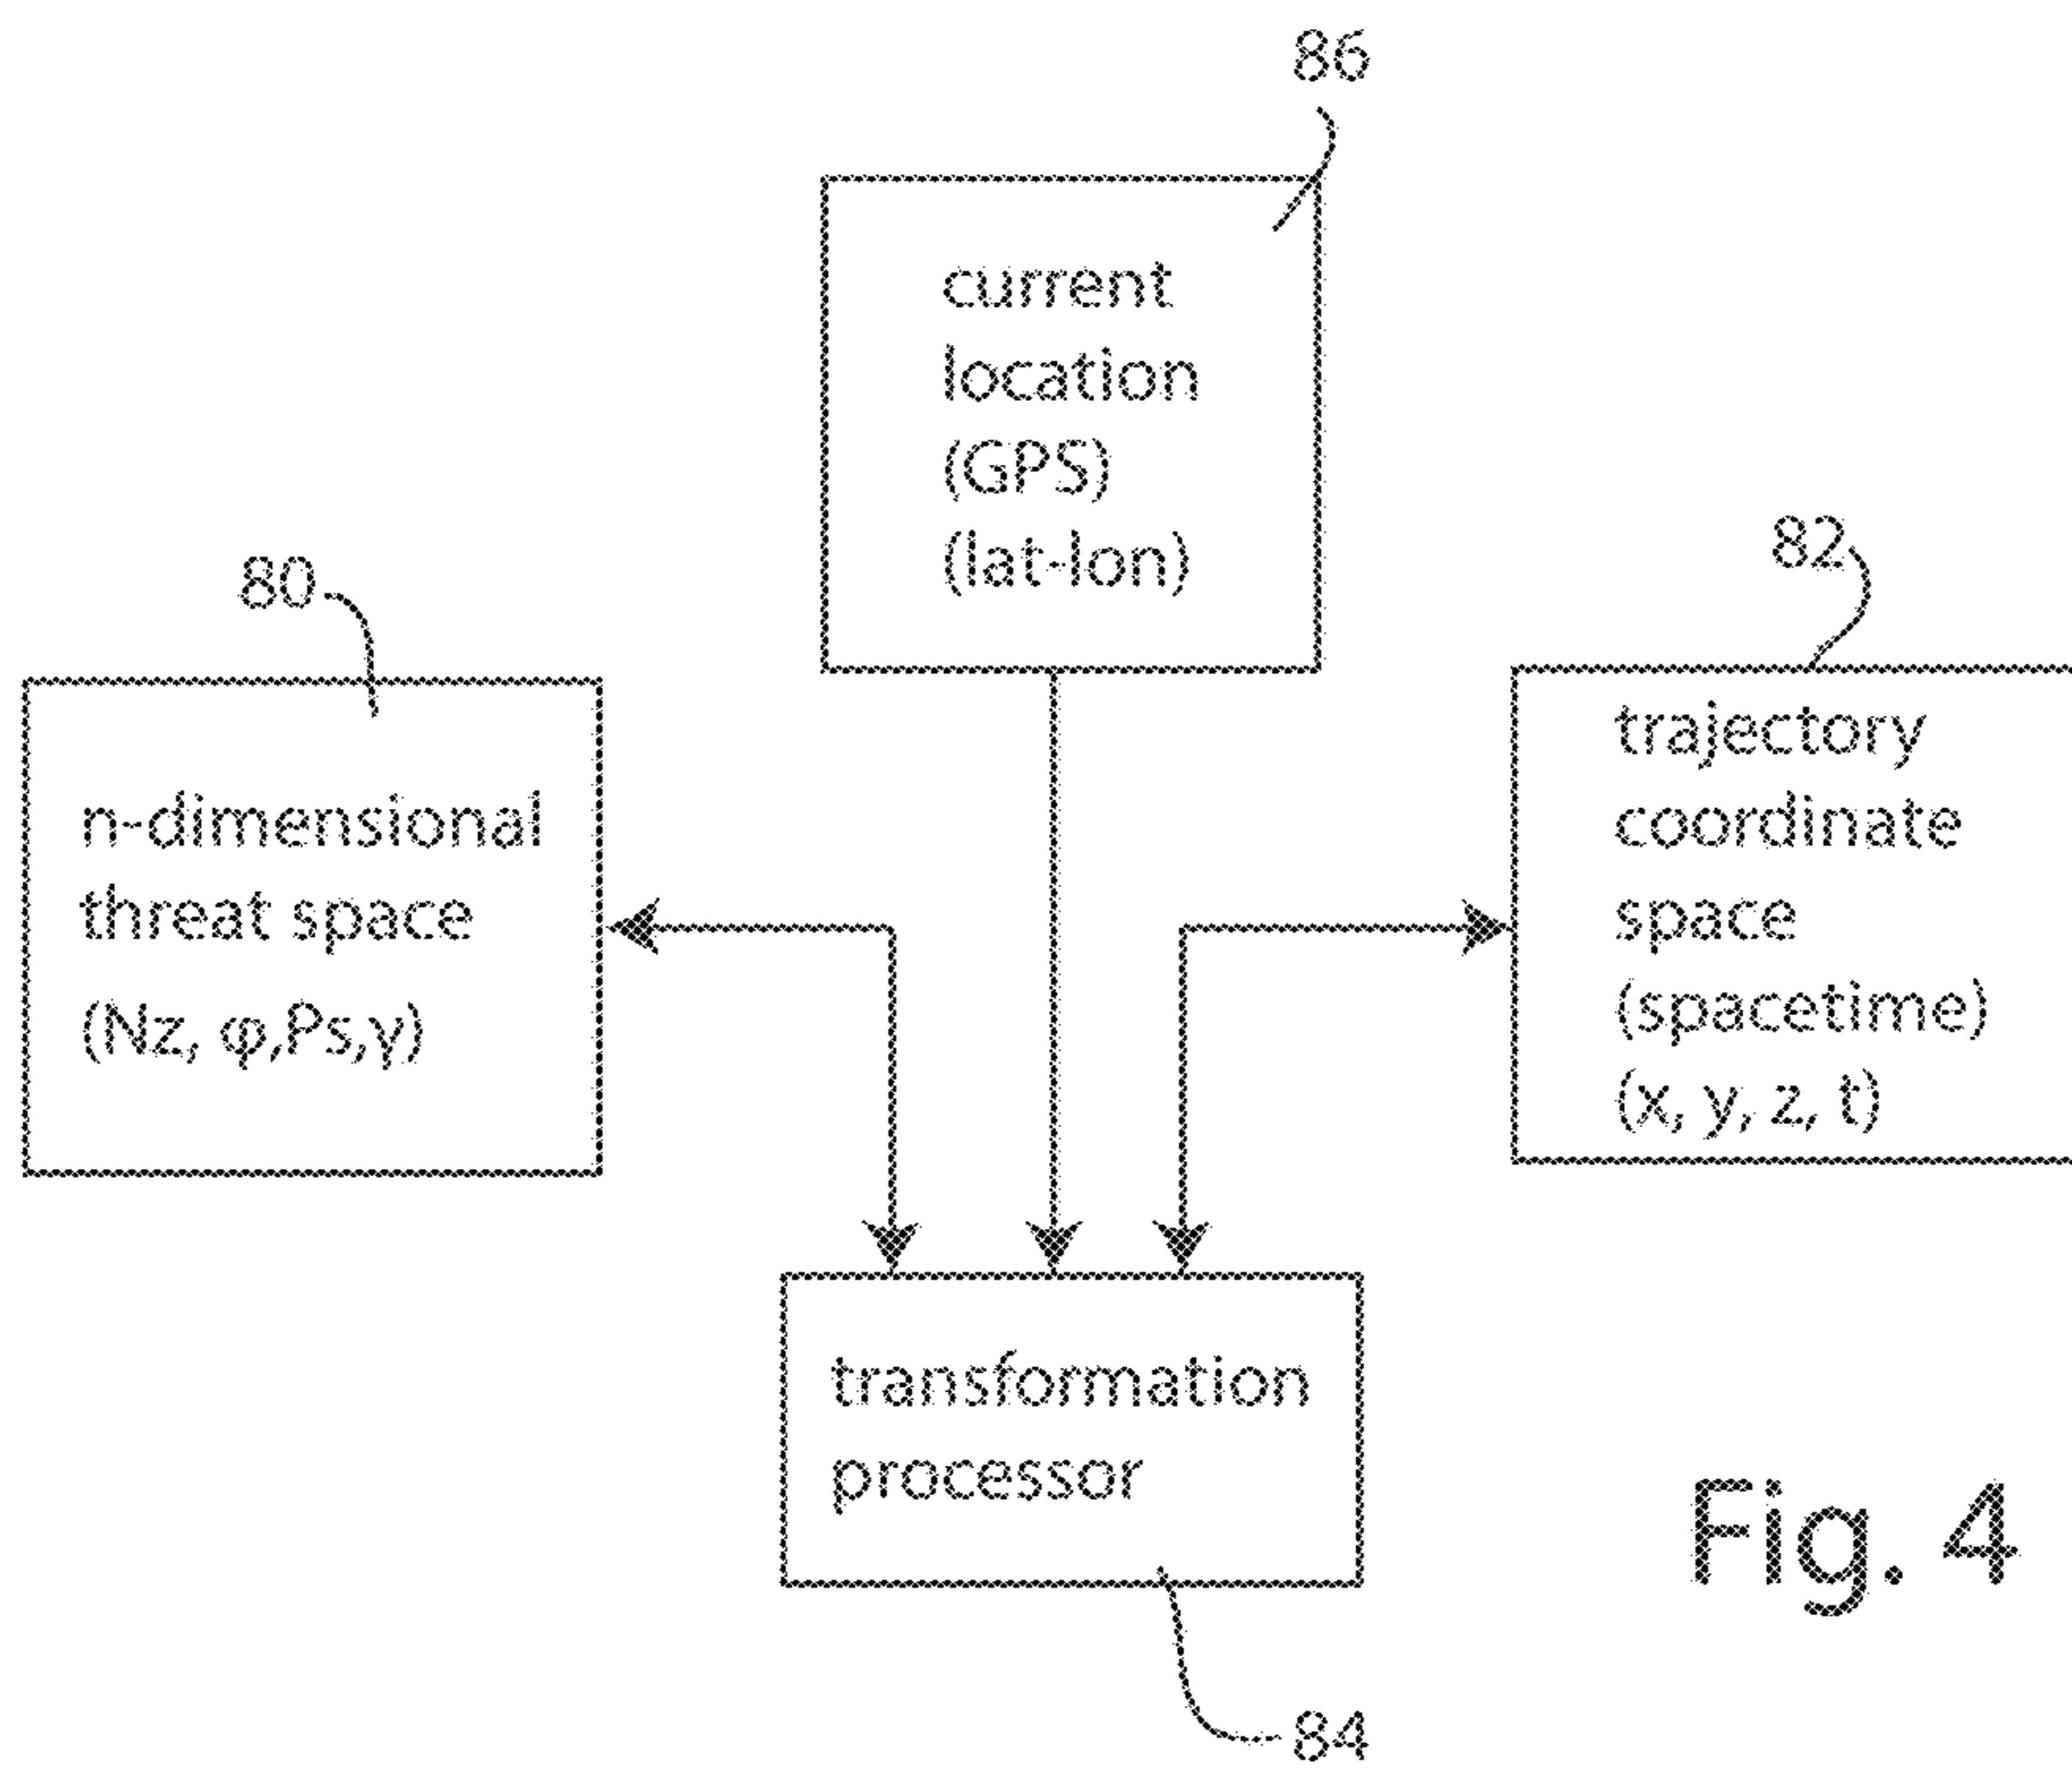 86
current
location
(GPS)
(lat-lon)
80
n-dimensional
threat space
(Nz, φ,Ps,γ)
82
trajectory
coordinate
space
(spacetime)
(x, y, z, t)
transformation
processor
84
Fig. 4